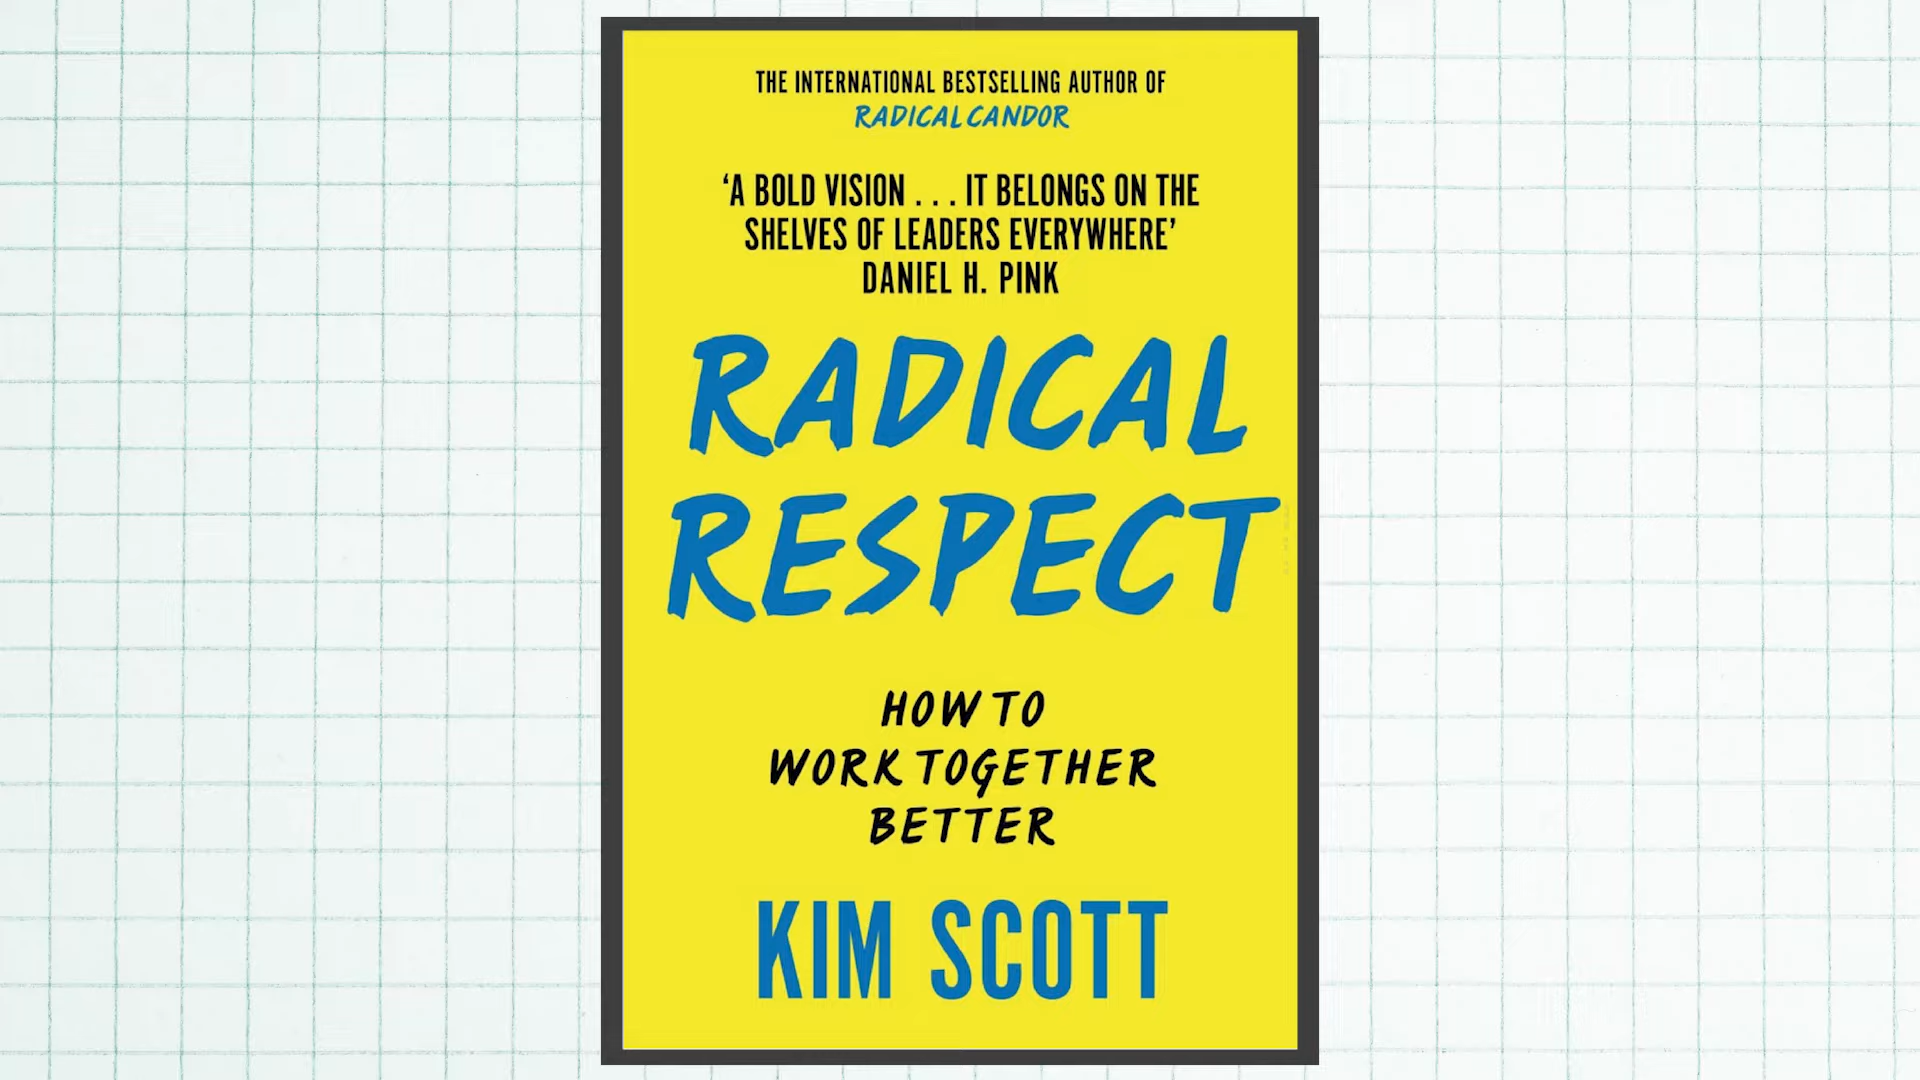 THE INTERNATIONAL BESTSELLING AUTHOR OF
RADICAL CANDOR
‘A BOLD VISION . . . IT BELONGS ON THE
SHELVES OF LEADERS EVERYWHERE’
DANIEL H. PINK
RADICAL
RESPECT
HOW TO
WORK TOGETHER
BETTER
KIM SCOTT